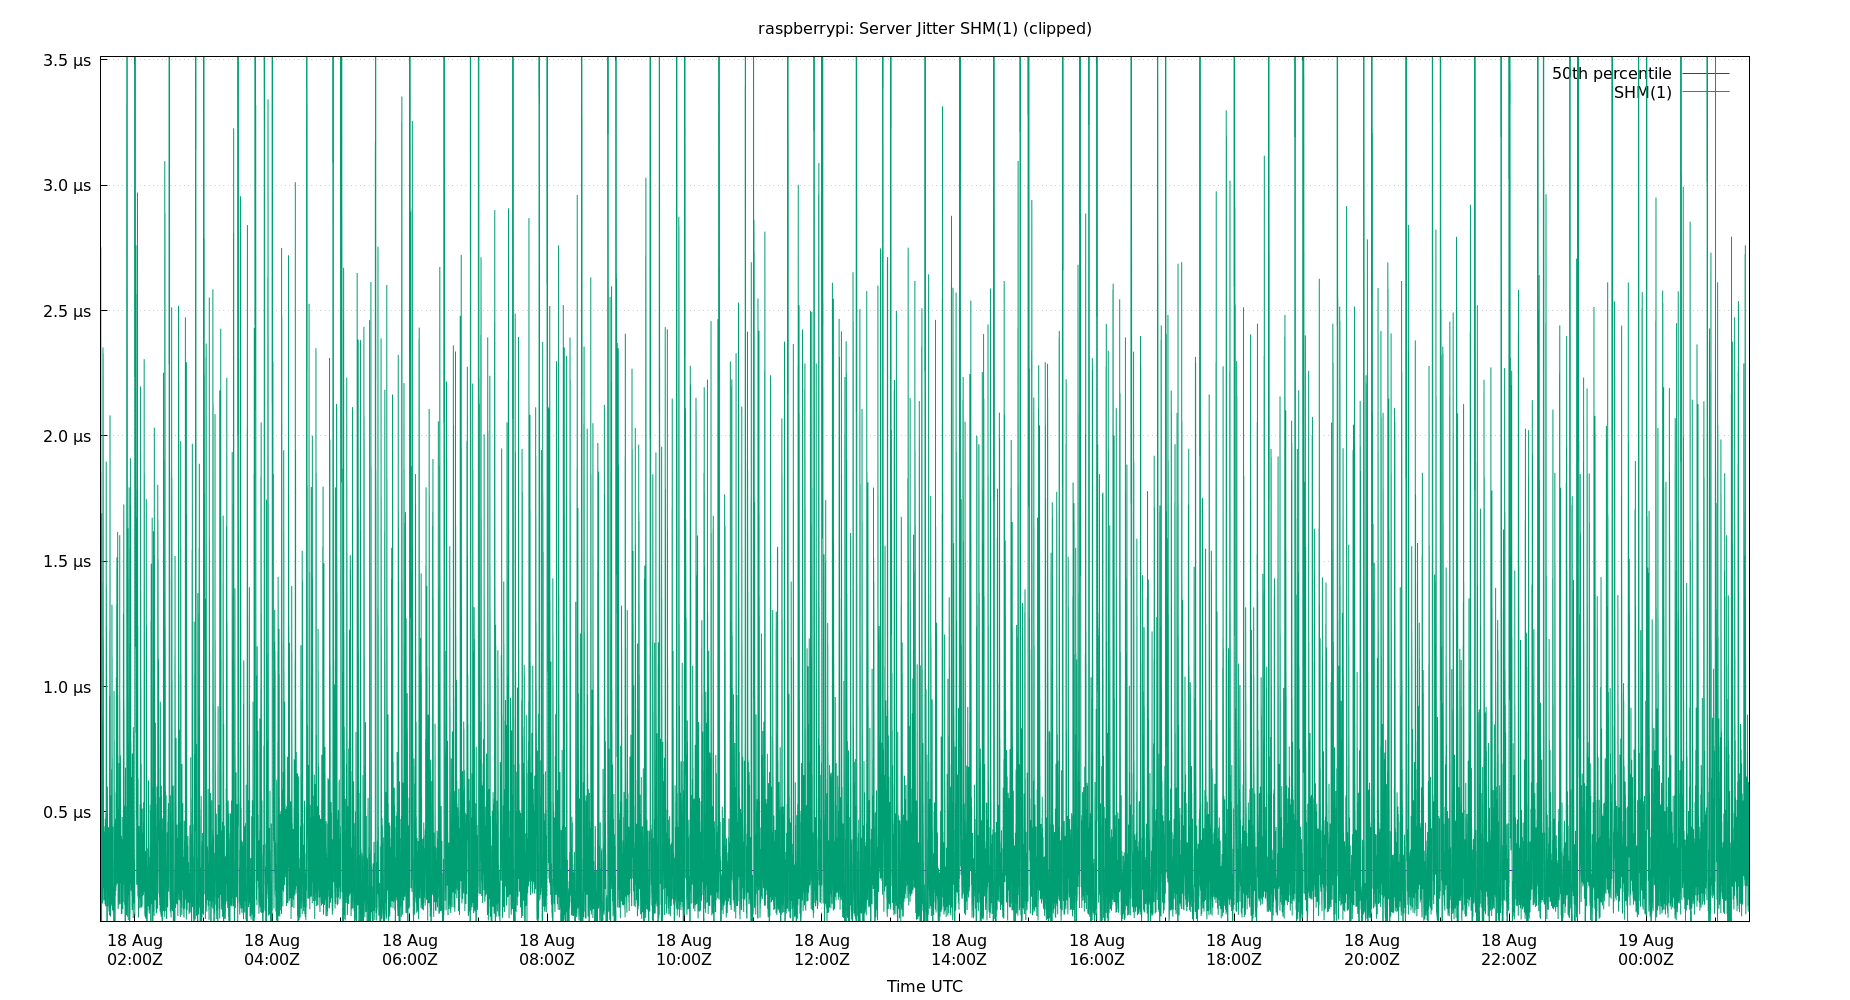 raspberrypi: Server Jitter SHM(1) (clipped)
3.5 µs
3.0 µs
2.5 µs
2.0 µs
1.5 µs
1.0 µs
0.5 µs
50th percentile
SHM(1)
18 Aug 18 Aug 18 Aug 18 Aug 18 Aug 18 Aug 18 Aug 18 Aug 18 Aug 18 Aug 18 Aug 19 Aug
02:00Z 04:00Z 06:00Z 08:00Z 10:00Z 12:00Z 14:00Z 16:00Z 18:00Z 20:00Z 22:00Z 00:00Z
Time UTC